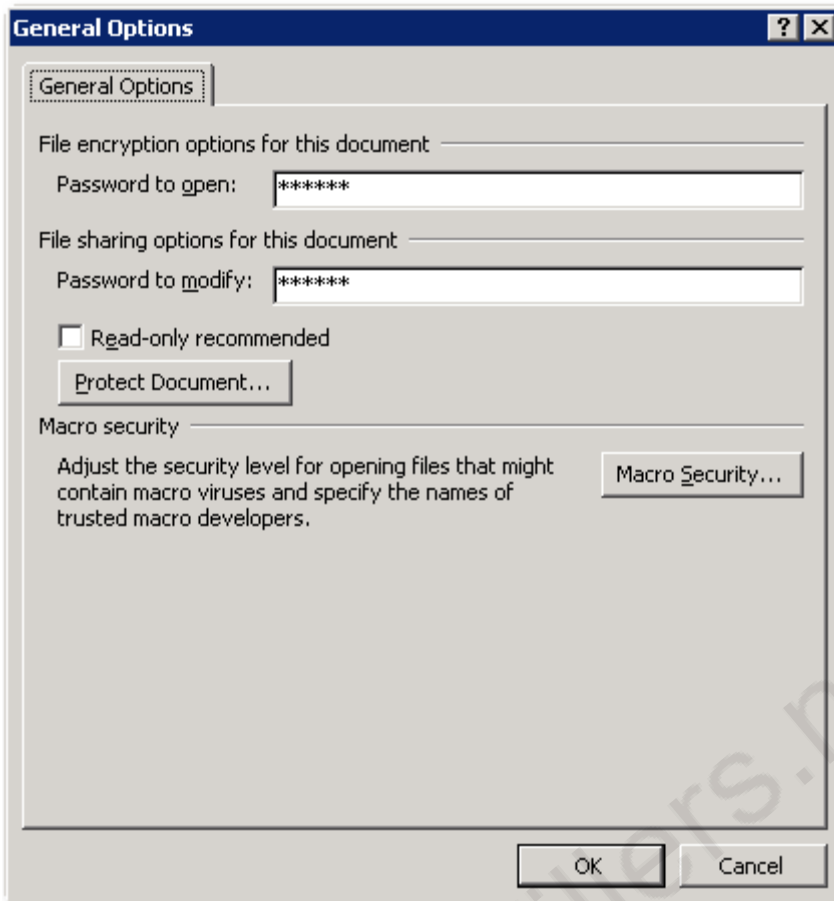 General Options
General Options
File encryption options for this document
Password to open: ******
File sharing options for this document
Password to modify: ******
Read-only recommended
Protect Document...
Macro security
Adjust the security level for opening files that might
contain macro viruses and specify the names of
trusted macro developers.
Macro Security...
OK
Cancel